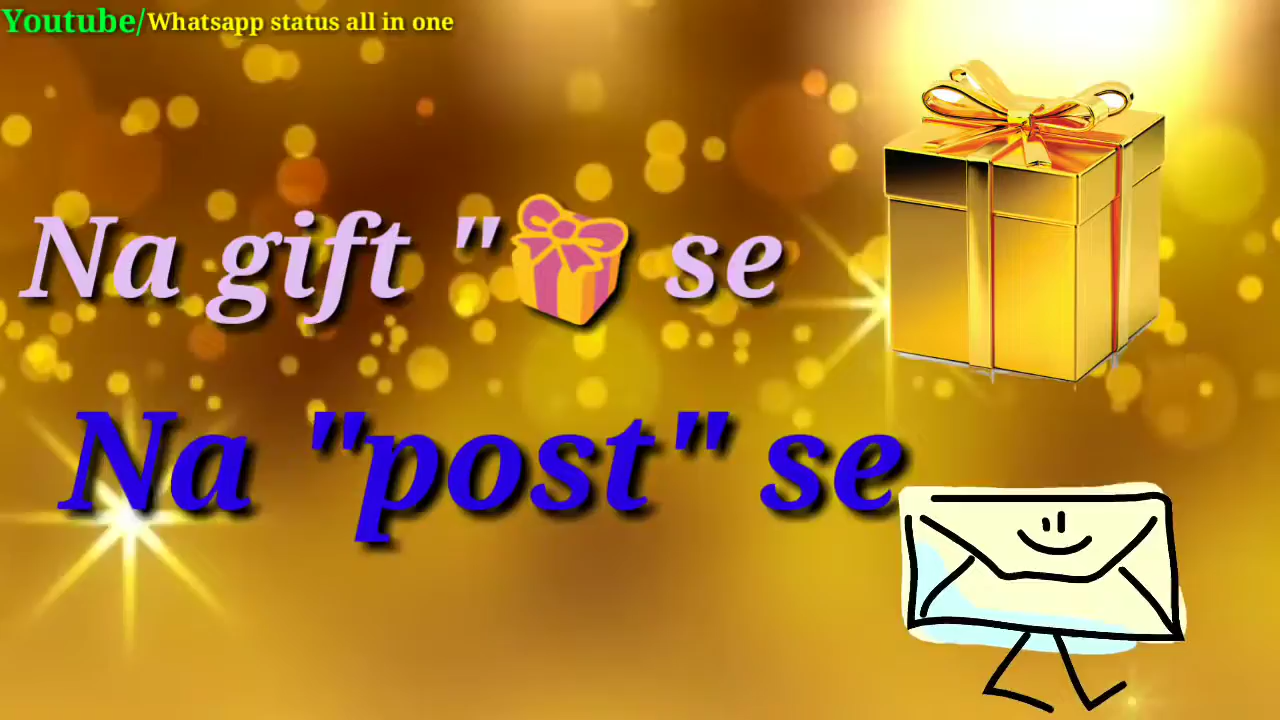 Youtube/Whatsapp status all in one
Na gift "🎁 se
Na "post" se